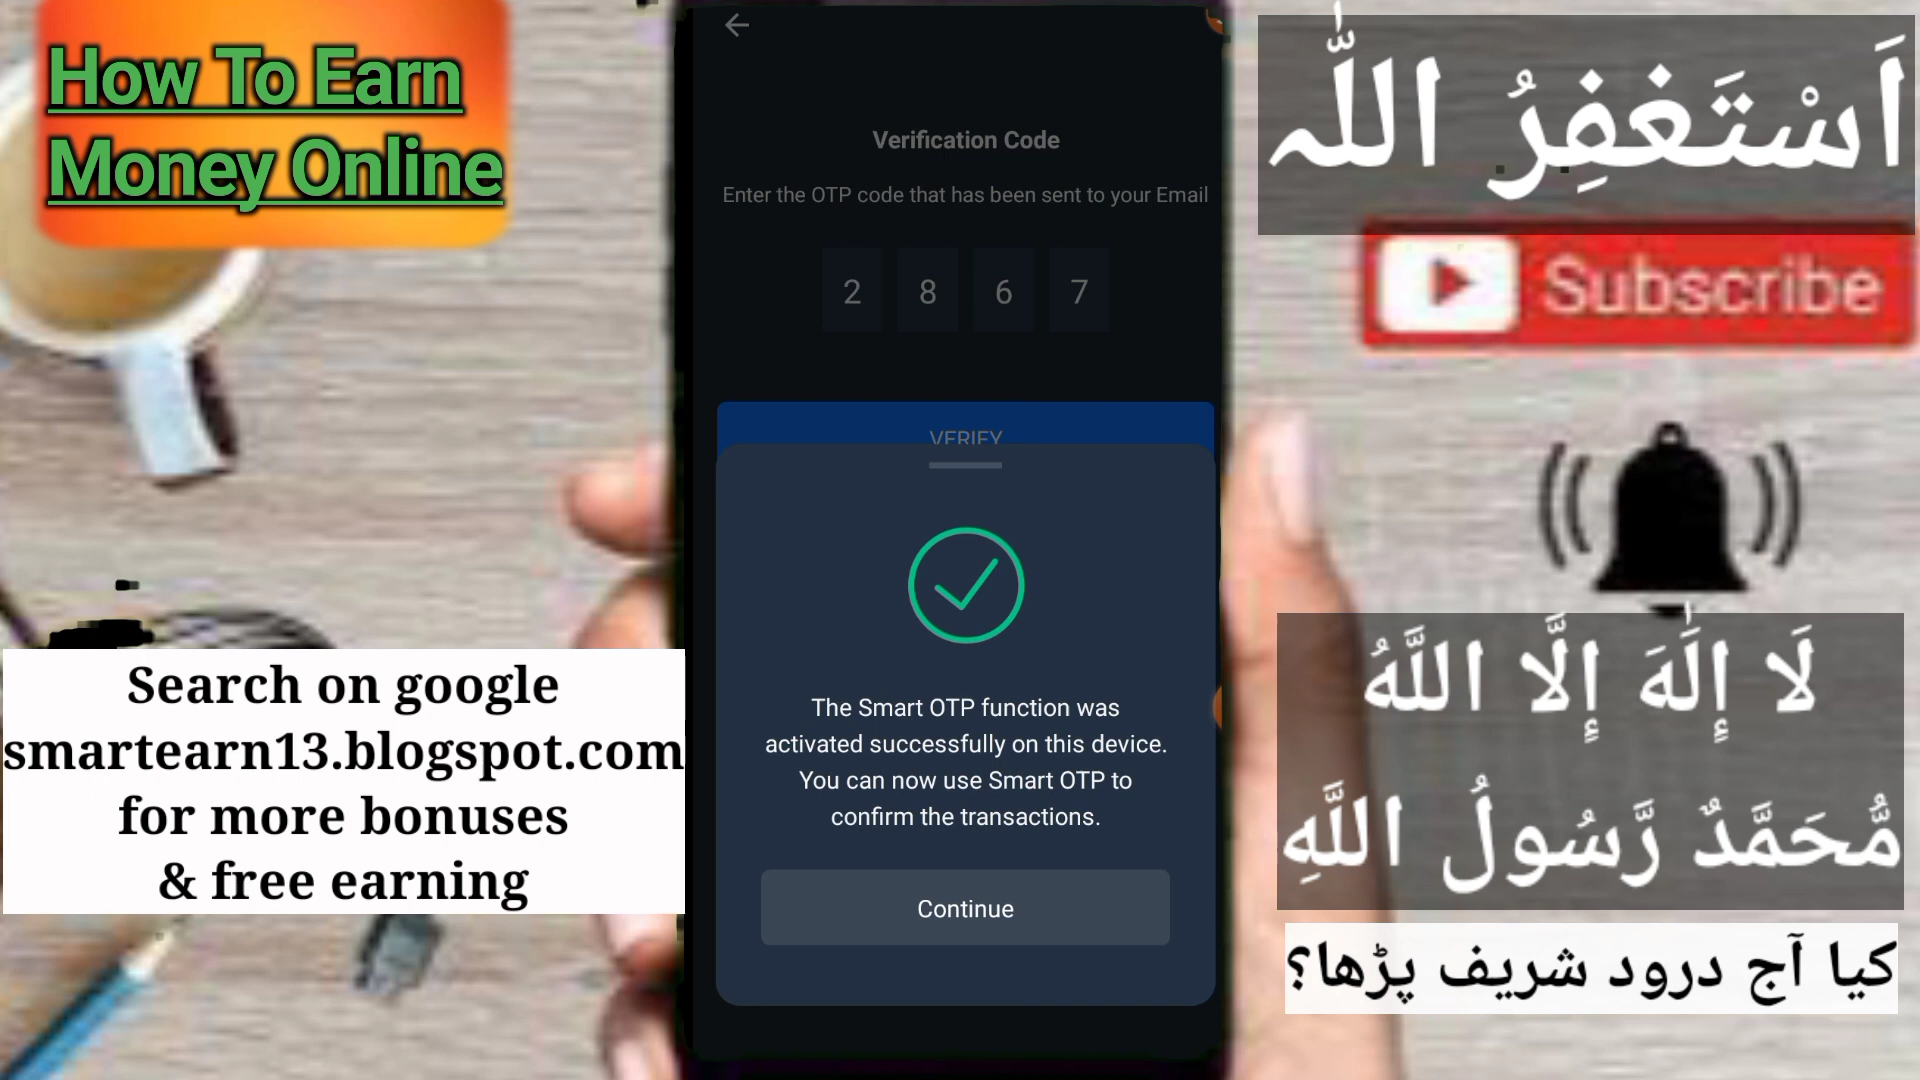 How To Earn
Money Online
Verification Code
Enter the OTP code that has been sent to your Email
2 8 6 7
VERIFY
The Smart OTP function was
activated successfully on this device.
You can now use Smart OTP to
confirm the transactions.
Continue
Search on google
smartearn13.blogspot.com
for more bonuses
& free earning
اَسْتَغفِرُ اللّٰہ
Subscribe
لَا إِلٰهَ إِلَّا اللَّهُ
مُّحَمَّدٌ رَّسُولُ اللَّهِ
کیا آج درود شریف پڑھا؟